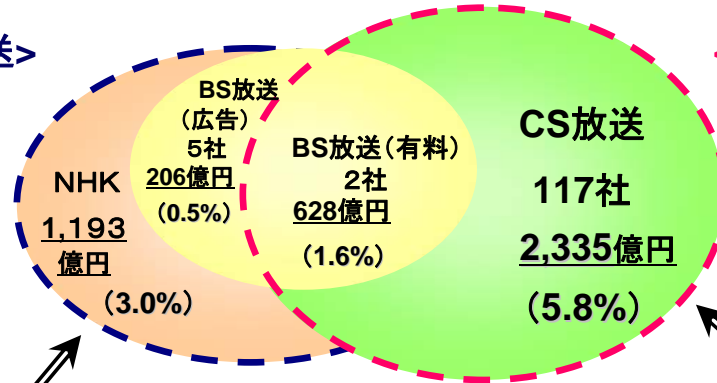 送>
BS放送
（広告）
５社
206億円
（0.5%）
NHK
1,193
億円
（3.0%）
BS放送（有料）
２社
628億円
（1.6%）
CS放送
117社
2,335億円
（5.8%）